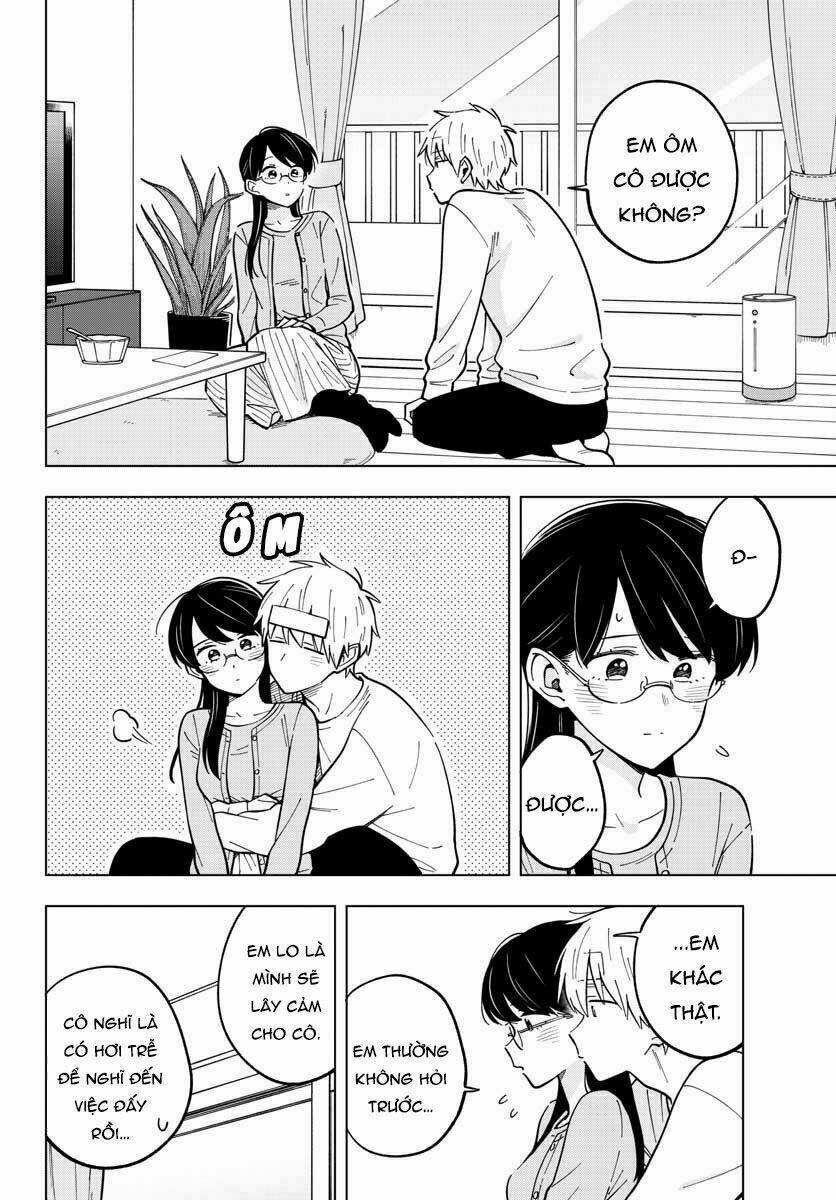 EM ÔM
CÔ ĐƯỢC
KHÔNG?
Đ-
ĐƯỢC...
ÔM
...EM
KHÁC
THẬT.
EM THƯỜNG
KHÔNG HỎI
TRƯỚC...
EM LO LÀ
MÌNH SẼ
LÂY CẢM
CHO CÔ.
CÔ NGHĨ LÀ
CÓ HƠI TRỄ
ĐỂ NGHĨ ĐẾN
VIỆC ĐẤY
RỒI...